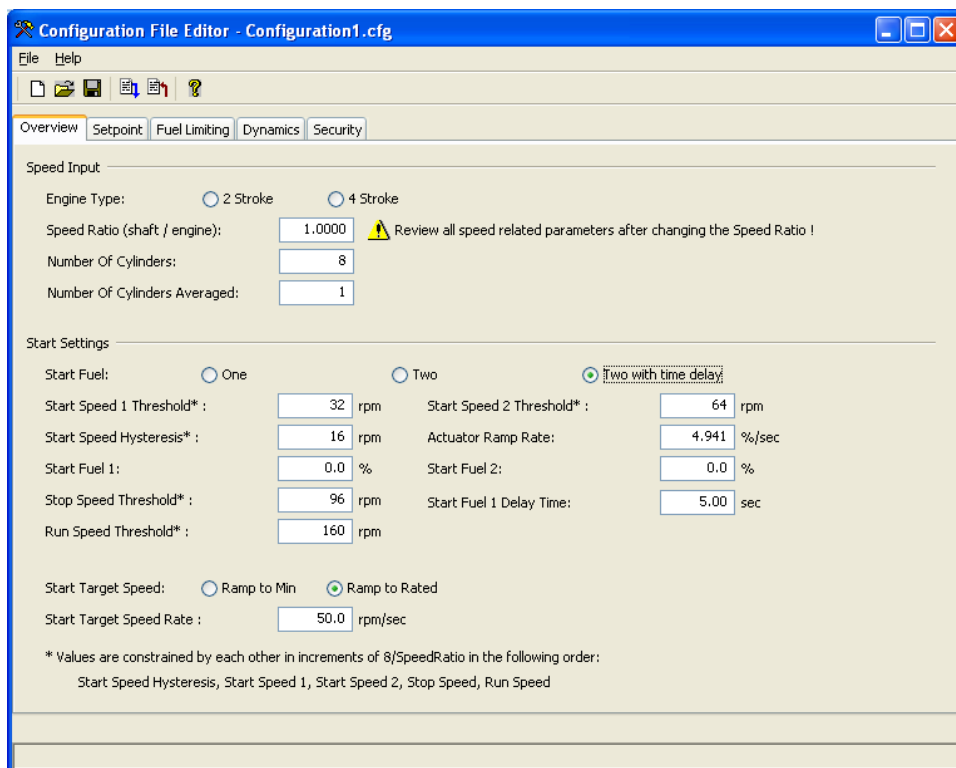 Configuration File Editor - Configuration1.cfg
File Help
Overview Setpoint Fuel Limiting Dynamics Security
Speed Input
Engine Type: 2 Stroke 4 Stroke
Speed Ratio (shaft / engine): 1.0000 Review all speed related parameters after changing the Speed Ratio !
Number Of Cylinders: 8
Number Of Cylinders Averaged: 1
Start Settings
Start Fuel: One Two Two with time delay
Start Speed 1 Threshold* : 32 rpm Start Speed 2 Threshold* : 64 rpm
Start Speed Hysteresis* : 16 rpm Actuator Ramp Rate: 4.941 %/sec
Start Fuel 1: 0.0 % Start Fuel 2: 0.0 %
Stop Speed Threshold* : 96 rpm Start Fuel 1 Delay Time: 5.00 sec
Run Speed Threshold* : 160 rpm
Start Target Speed: Ramp to Min Ramp to Rated
Start Target Speed Rate : 50.0 rpm/sec
* Values are constrained by each other in increments of 8/SpeedRatio in the following order:
Start Speed Hysteresis, Start Speed 1, Start Speed 2, Stop Speed, Run Speed